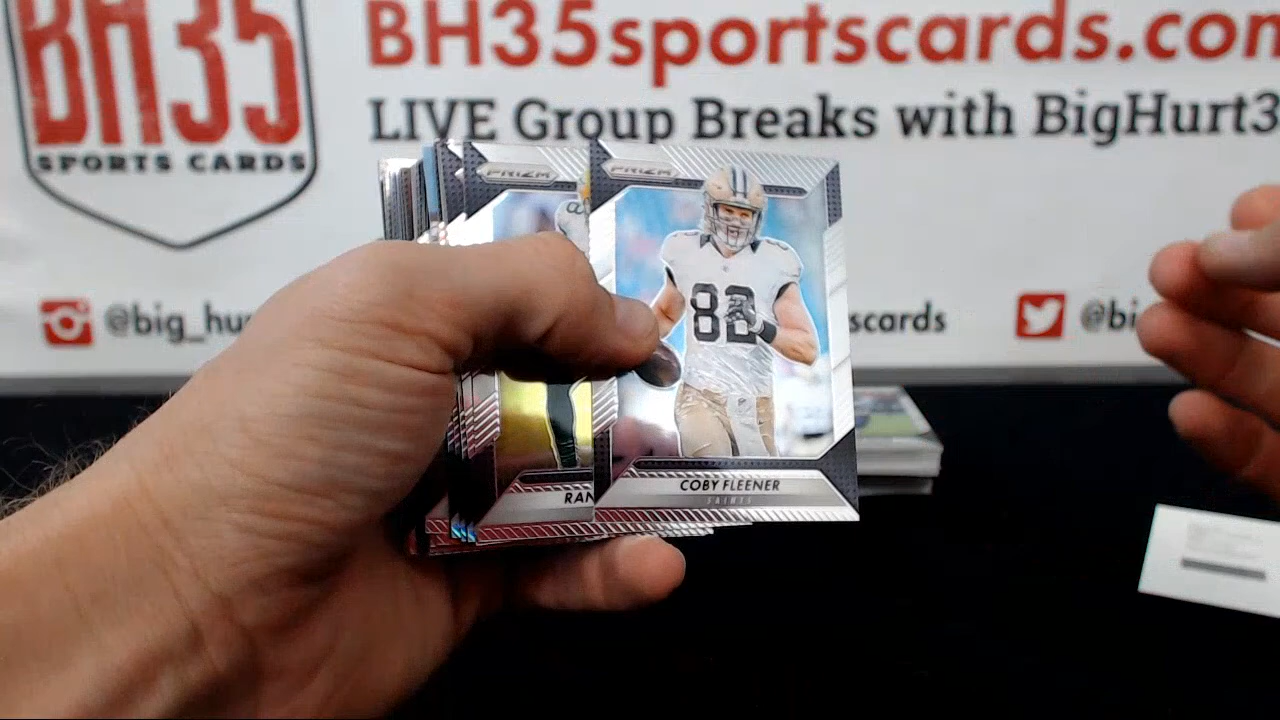 BH35
SPORTS CARDS
BH35sportscards.com
LIVE Group Breaks with BigHurt3
@big_hu
scards
@bi
PRIZM
PRIZM
82
RAN
COBY FLEENER
SAINTS